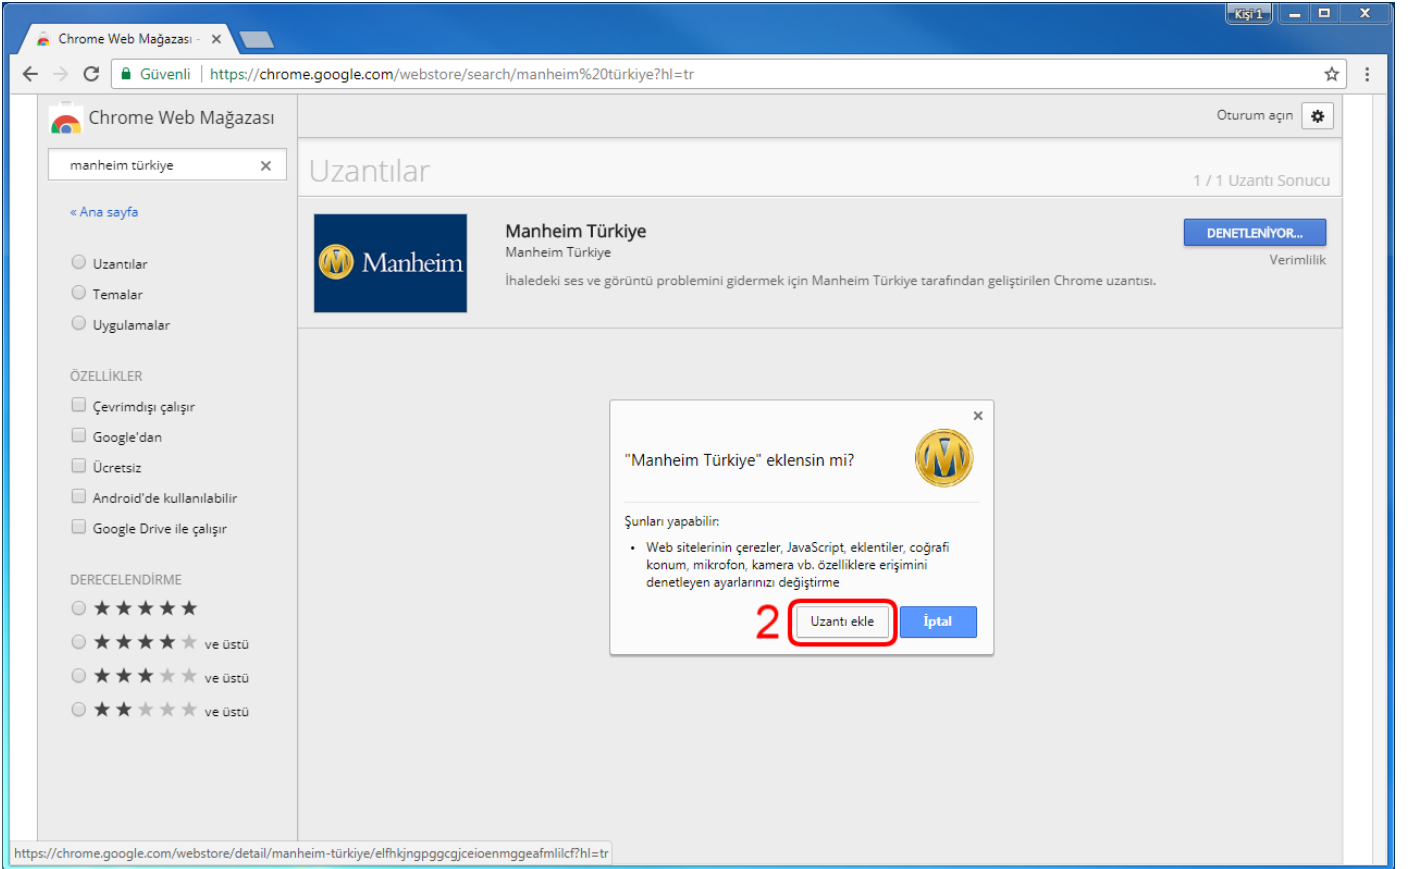 Kişi 1
Chrome Web Mağazası -
Güvenli | https://chrome.google.com/webstore/search/manheim%20türkiye?hl=tr
Chrome Web Mağazası
Oturum açın
manheim türkiye
Uzantılar
1 / 1 Uzantı Sonucu
« Ana sayfa
Uzantılar
Temalar
Uygulamalar
ÖZELLİKLER
Çevrimdışı çalışır
Google'dan
Ücretsiz
Android'de kullanılabilir
Google Drive ile çalışır
DERECELENDİRME
ve üstü
ve üstü
ve üstü
Manheim
Manheim Türkiye
Manheim Türkiye
İhaledeki ses ve görüntü problemini gidermek için Manheim Türkiye tarafından geliştirilen Chrome uzantısı.
DENETLENİYOR...
Verimlilik
"Manheim Türkiye" eklensin mi?
Şunları yapabilir:
• Web sitelerinin çerezler, JavaScript, eklentiler, coğrafi
konum, mikrofon, kamera vb. özelliklere erişimini
denetleyen ayarlarınızı değiştirme
2 Uzantı ekle İptal
https://chrome.google.com/webstore/detail/manheim-türkiye/elfhkjngpggcgjceioenmggeafmlilcf?hl=tr